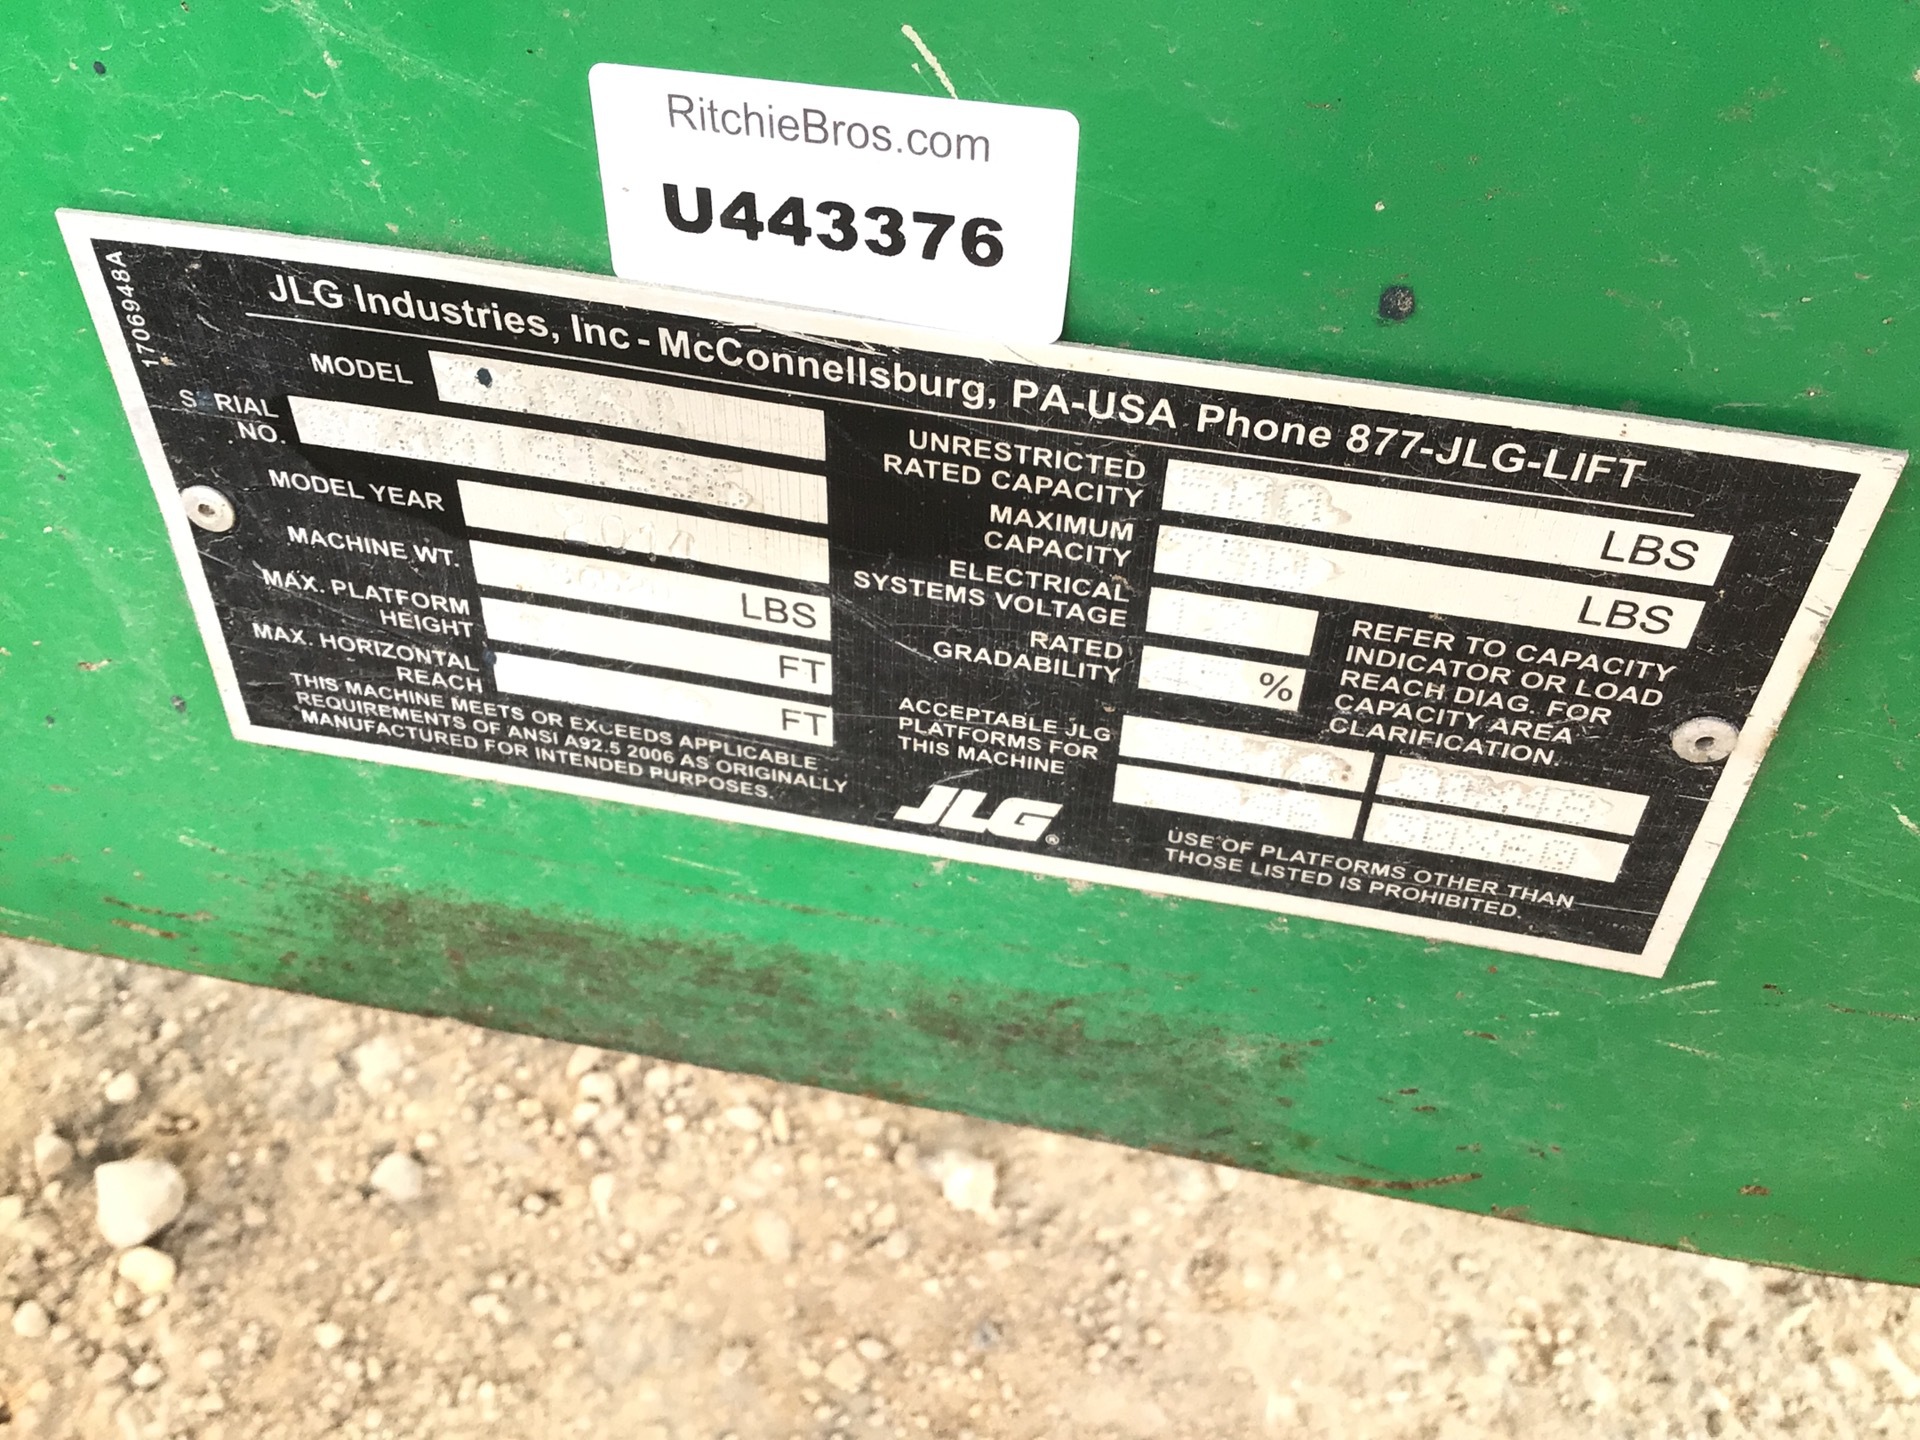 RitchieBros.com
U443376
1706948A
JLG Industries, Inc - McConnellsburg, PA-USA Phone 877-JLG-LIFT
MODEL
S RIAL
NO.
MODEL YEAR 2014
MACHINE WT. LBS
MAX. PLATFORM
HEIGHT FT
MAX. HORIZONTAL
REACH FT
THIS MACHINE MEETS OR EXCEEDS APPLICABLE
REQUIREMENTS OF ANSI A92.5 2006 AS ORIGINALLY
MANUFACTURED FOR INTENDED PURPOSES.
UNRESTRICTED
RATED CAPACITY LBS
MAXIMUM
CAPACITY LBS
ELECTRICAL
SYSTEMS VOLTAGE 12
RATED
GRADABILITY %
REFER TO CAPACITY
INDICATOR OR LOAD
REACH DIAG. FOR
CAPACITY AREA
CLARIFICATION.
ACCEPTABLE JLG
PLATFORMS FOR
THIS MACHINE
JLG®
USE OF PLATFORMS OTHER THAN
THOSE LISTED IS PROHIBITED.